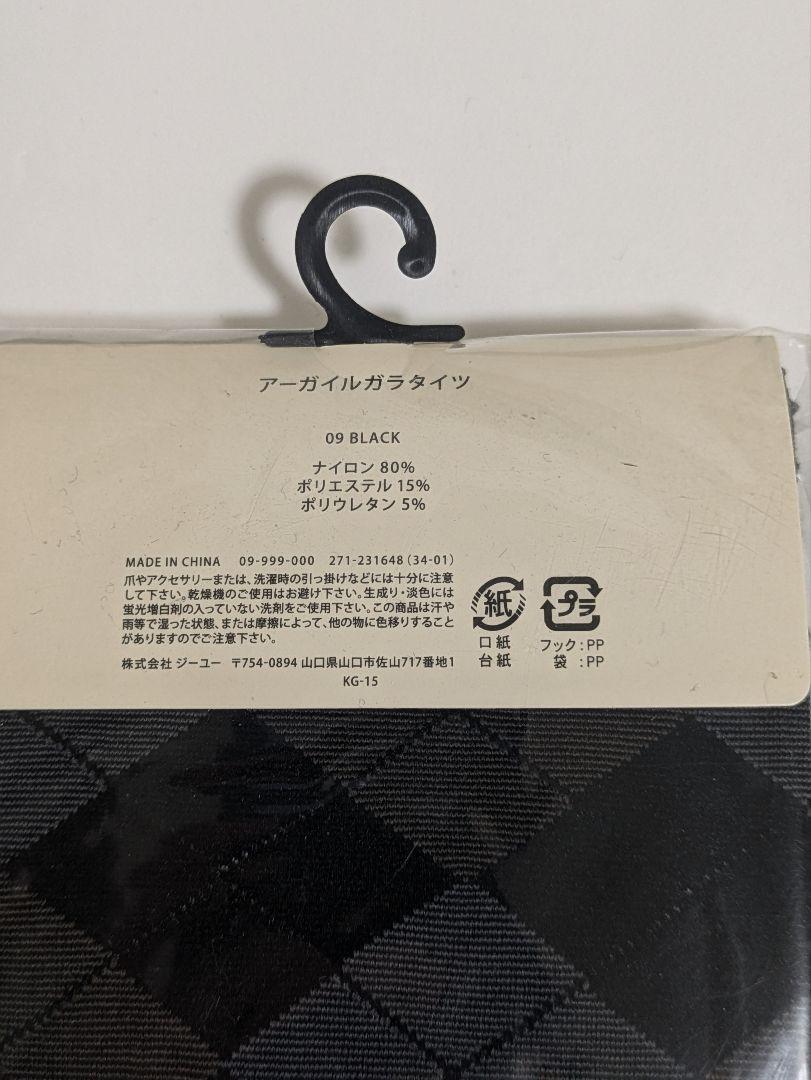 アーガイルガラタイツ
09 BLACK
ナイロン 80%
ポリエステル 15%
ポリウレタン 5%
MADE IN CHINA 09-999-000 271-231648 (34-01)
爪やアクセサリーまたは、洗濯時の引っ掛けなどには十分に注意
して下さい。乾燥機のご使用はお避け下さい。生成り・淡色には
蛍光増白剤の入っていない洗剤をご使用下さい。この商品は汗や
雨等で湿った状態、または摩擦によって、他の物に色移りすること
がありますのでご注意下さい。
株式会社 ジーユー 〒754-0894 山口県山口市佐山717番地1
KG-15
紙
口紙
台紙
プラ
フック:PP
袋 :PP